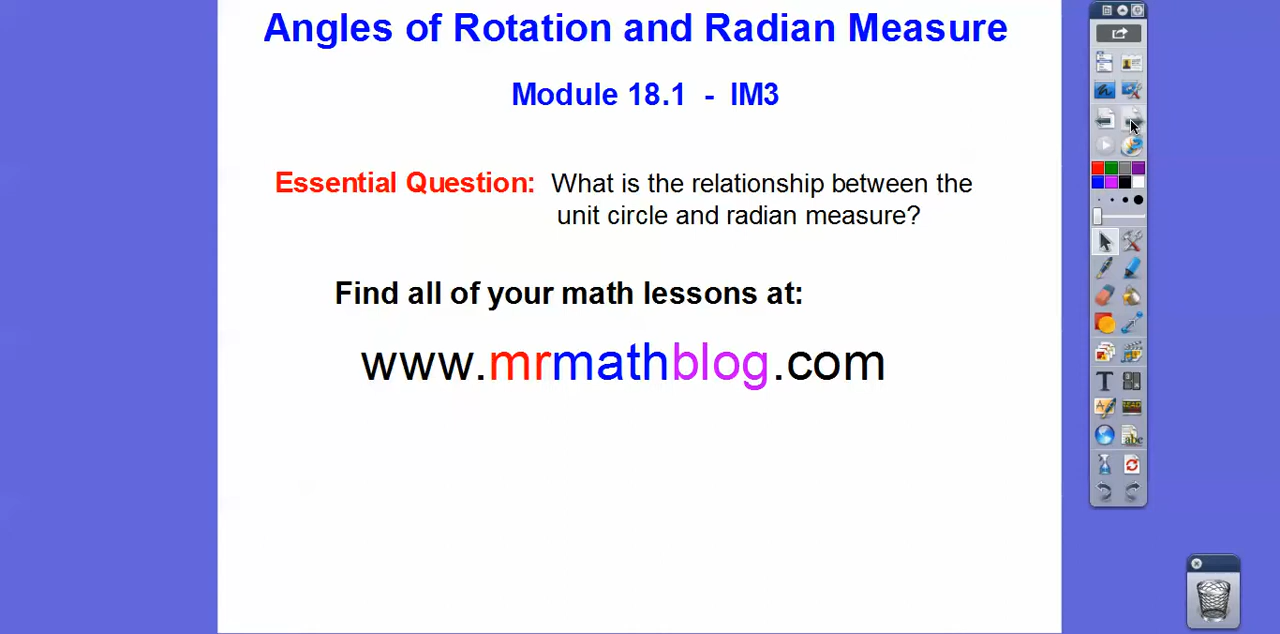 Angles of Rotation and Radian Measure
Module 18.1 - IM3
Essential Question: What is the relationship between the
unit circle and radian measure?
Find all of your math lessons at:
www.mrmathblog.com